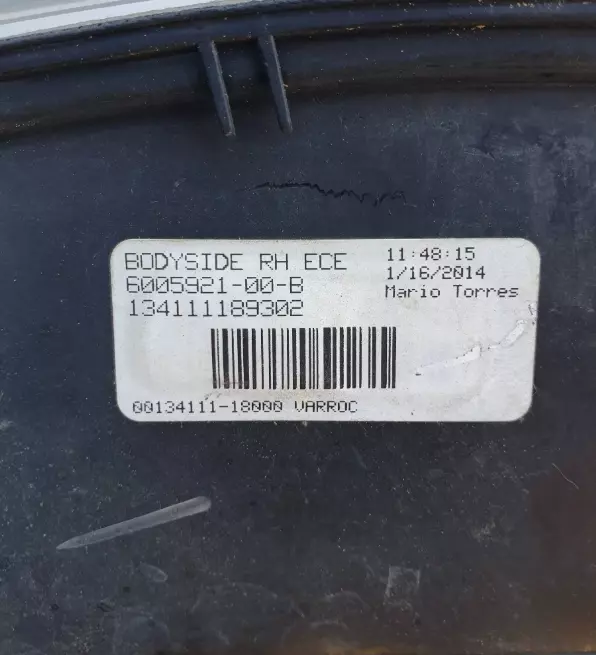 BODYSIDE RH ECE
6005921-00-B
134111189302
11:48:15
1/16/2014
Mario Torres
00134111-18000 VARROC